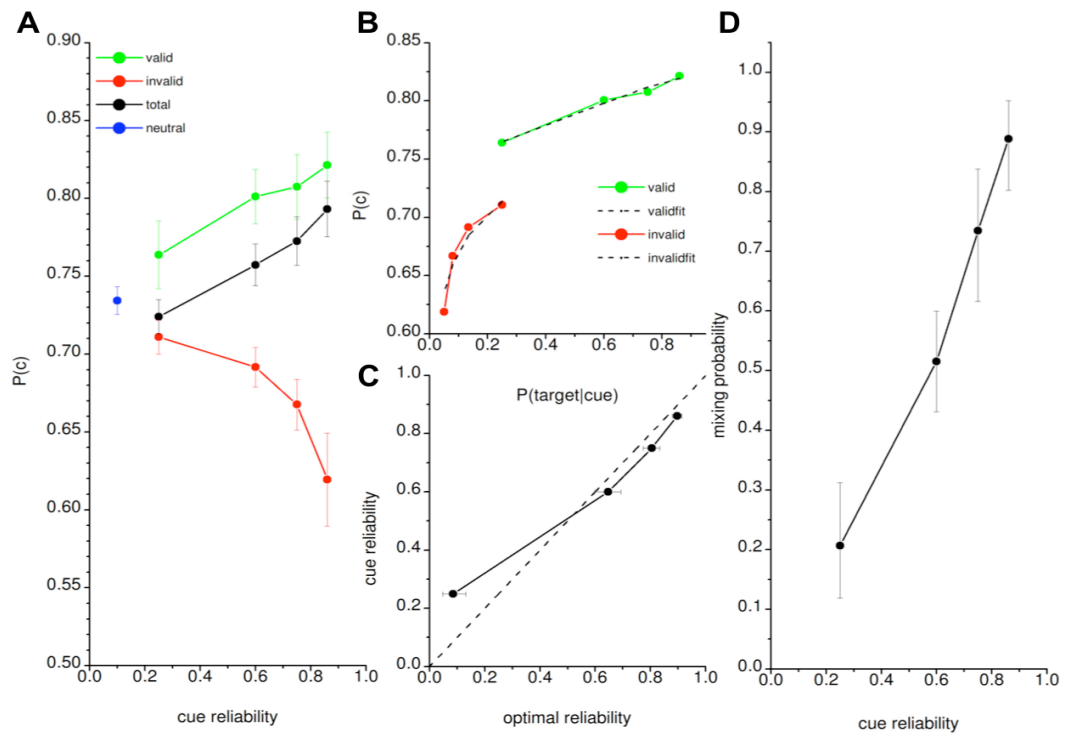 A
0.90
0.85
0.80
0.75
0.70
0.65
0.60
0.55
0.50
P(c)
valid
invalid
total
neutral
0.0 0.2 0.4 0.6 0.8 1.0
cue reliability
B
0.85
0.80
0.75
0.70
0.65
0.60
P(c)
valid
validfit
invalid
invalidfit
0.0 0.2 0.4 0.6 0.8 1.0
C
1.0
0.8
0.6
0.4
0.2
0.0
cue reliability
P(target|cue)
0.0 0.2 0.4 0.6 0.8 1.0
optimal reliability
D
1.0
0.9
0.8
0.7
0.6
0.5
0.4
0.3
0.2
0.1
0.0
mixing probability
0.0 0.2 0.4 0.6 0.8 1.0
cue reliability